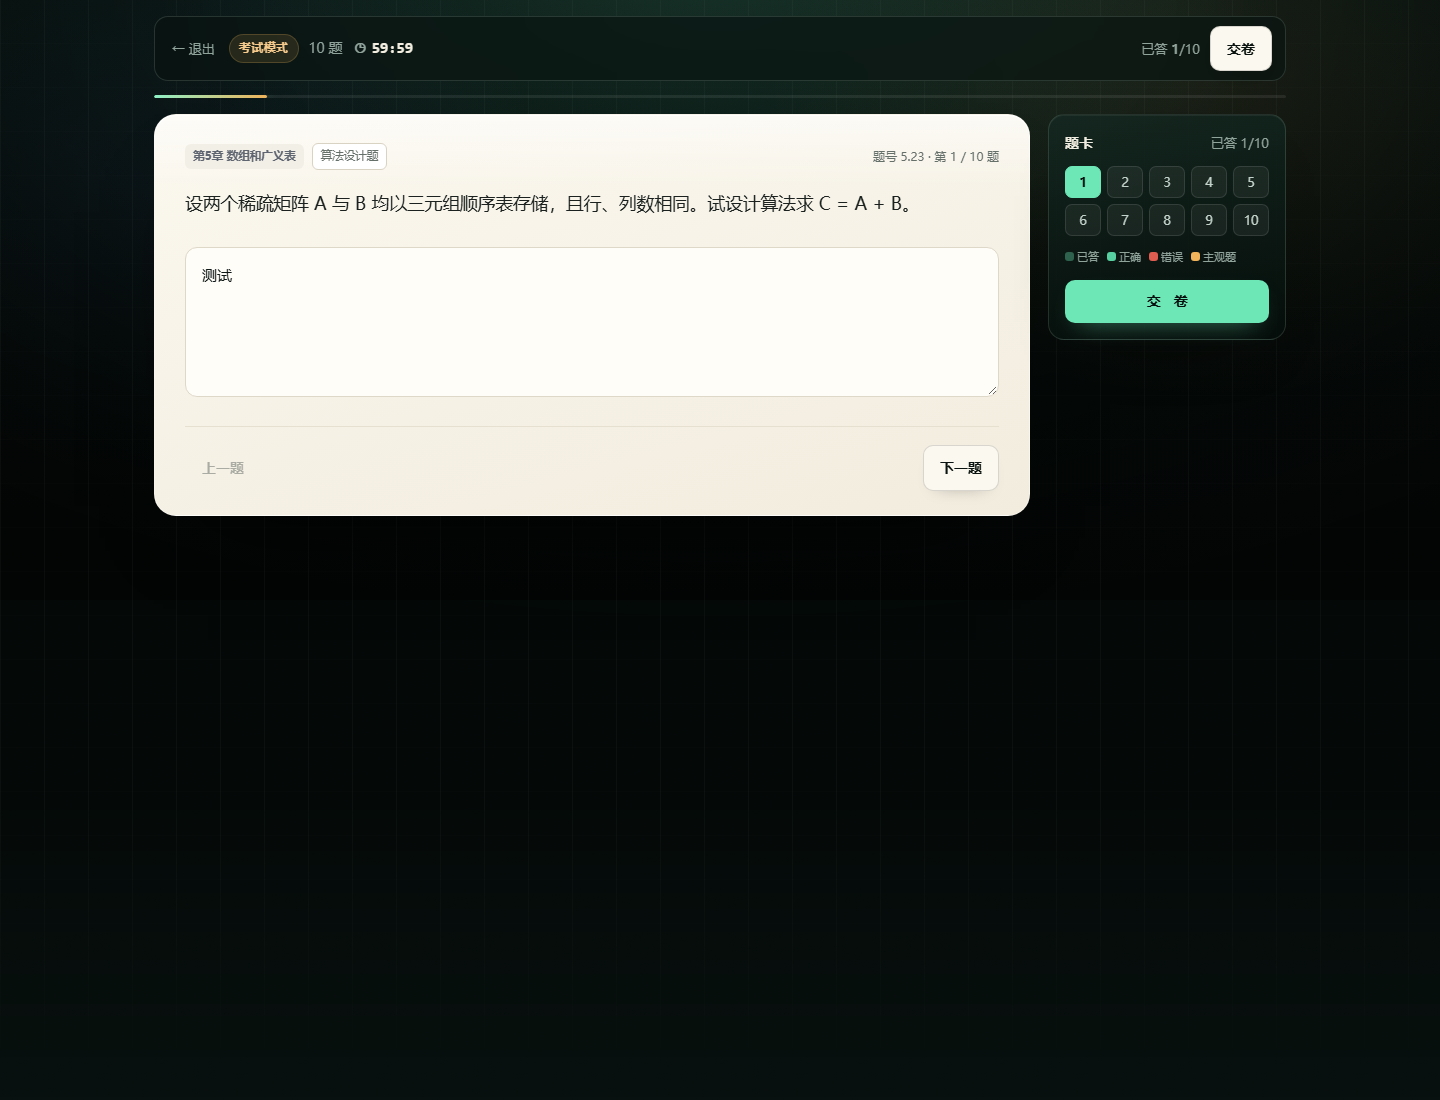 ← 退出 考试模式 10 题 59:59 已答 1/10 交卷
第5章 数组和广义表 算法设计题 题号 5.23 · 第 1 / 10 题
设两个稀疏矩阵 A 与 B 均以三元组顺序表存储，且行、列数相同。试设计算法求 C = A + B。
测试
上一题 下一题
题卡 已答 1/10
1 2 3 4 5
6 7 8 9 10
已答 正确 错误 主观题
交 卷